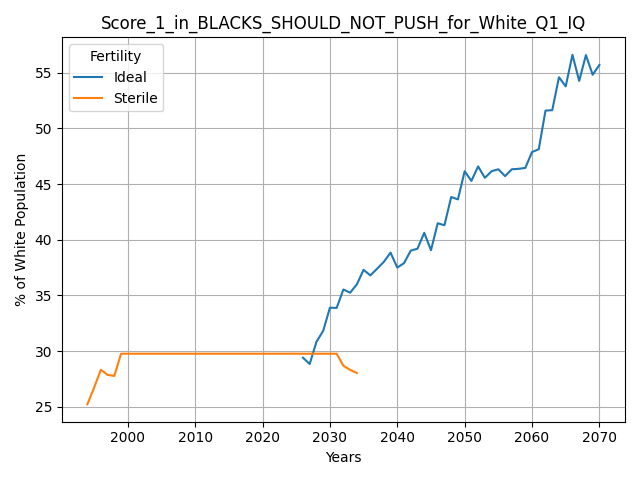 Score_1_in_BLACKS_SHOULD_NOT_PUSH_for_White_Q1_IQ
Fertility
Ideal
Sterile
55
50
45
40
35
30
25
% of White Population
2000 2010 2020 2030 2040 2050 2060 2070
Years